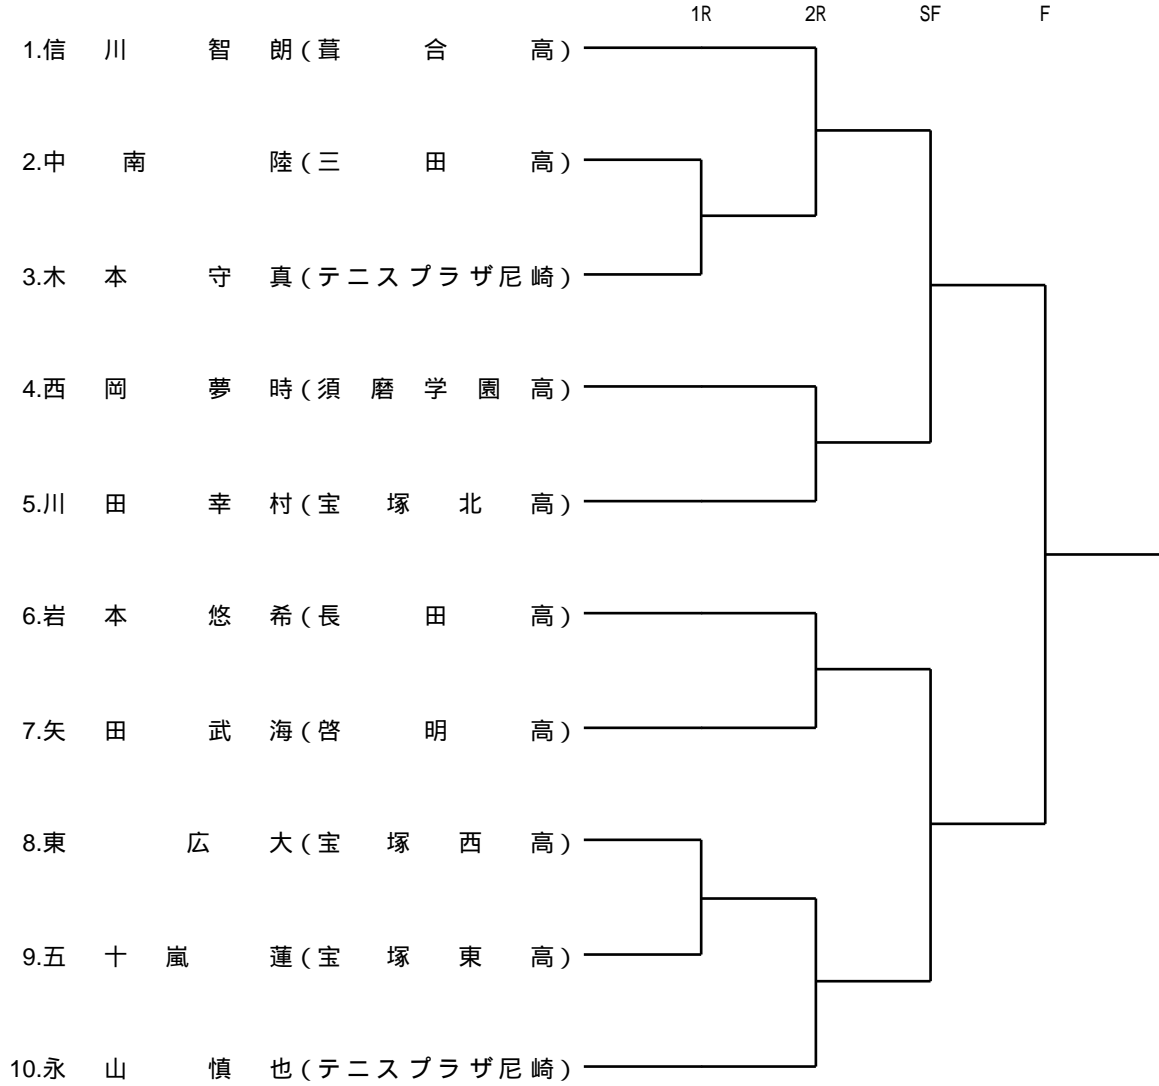 1R 2R SF F
1.信川 智朗(葺合高)
2.中南 陸(三田高)
3.木本 守真(テニスプラザ尼崎)
4.西岡 夢時(須磨学園高)
5.川田 幸村(宝塚北高)
6.岩本 悠希(長田高)
7.矢田 武海(啓明高)
8.東 広大(宝塚西高)
9.五十嵐 蓮(宝塚東高)
10.永山 慎也(テニスプラザ尼崎)